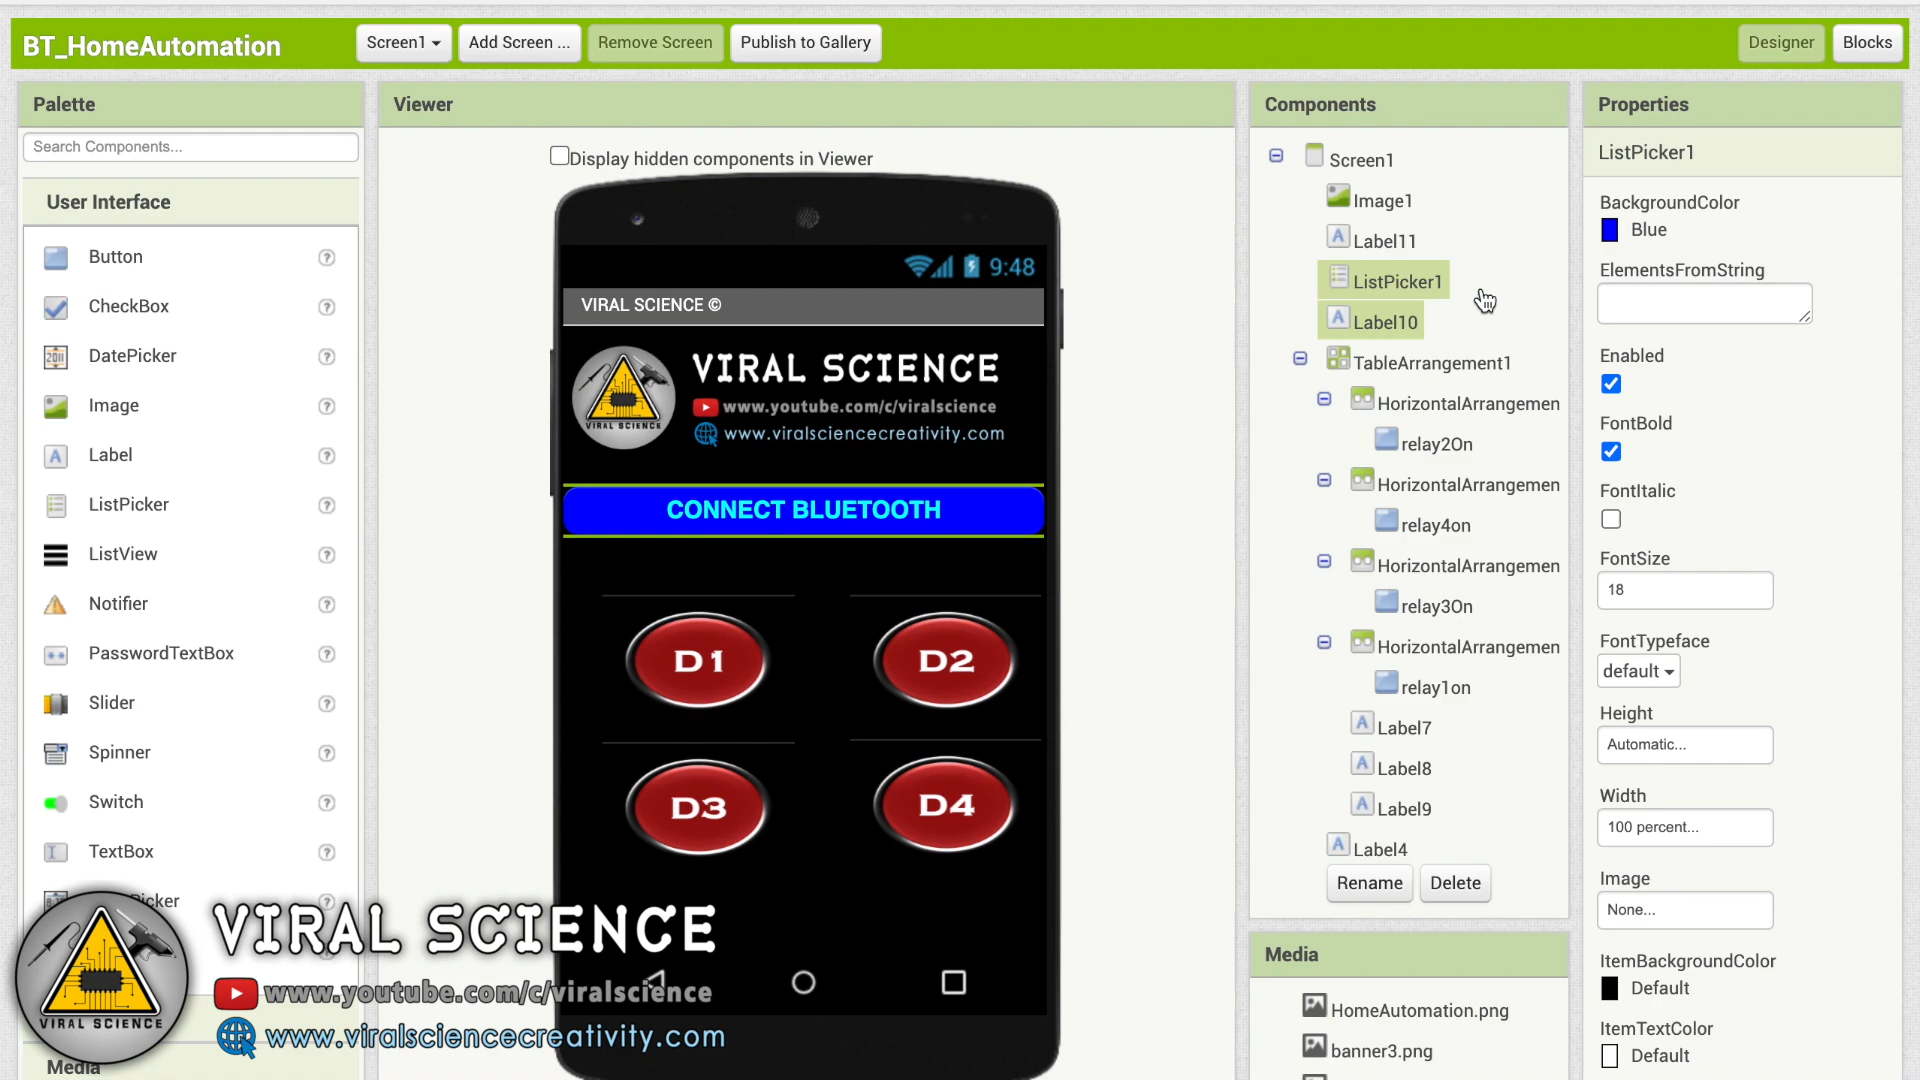 BT_HomeAutomation
Screen1
Add Screen ...
Remove Screen
Publish to Gallery
Designer
Blocks
Palette
Search Components...
User Interface
Button
CheckBox
DatePicker
Image
Label
ListPicker
ListView
Notifier
PasswordTextBox
Slider
Spinner
Switch
TextBox
Media
Viewer
Display hidden components in Viewer
9:48
VIRAL SCIENCE ©
VIRAL SCIENCE
www.youtube.com/c/viralscience
www.viralsciencecreativity.com
VIRAL SCIENCE
CONNECT BLUETOOTH
D1
D2
D3
D4
VIRAL SCIENCE
www.youtube.com/c/viralscience
www.viralsciencecreativity.com
VIRAL SCIENCE
Components
Screen1
Image1
Label11
ListPicker1
Label10
TableArrangement1
HorizontalArrangemen
relay2On
HorizontalArrangemen
relay4on
HorizontalArrangemen
relay3On
HorizontalArrangemen
relay1on
Label7
Label8
Label9
Label4
Rename
Delete
Media
HomeAutomation.png
banner3.png
Properties
ListPicker1
BackgroundColor
Blue
ElementsFromString
Enabled
FontBold
FontItalic
FontSize
18
FontTypeface
default
Height
Automatic...
Width
100 percent...
Image
None...
ItemBackgroundColor
Default
ItemTextColor
Default